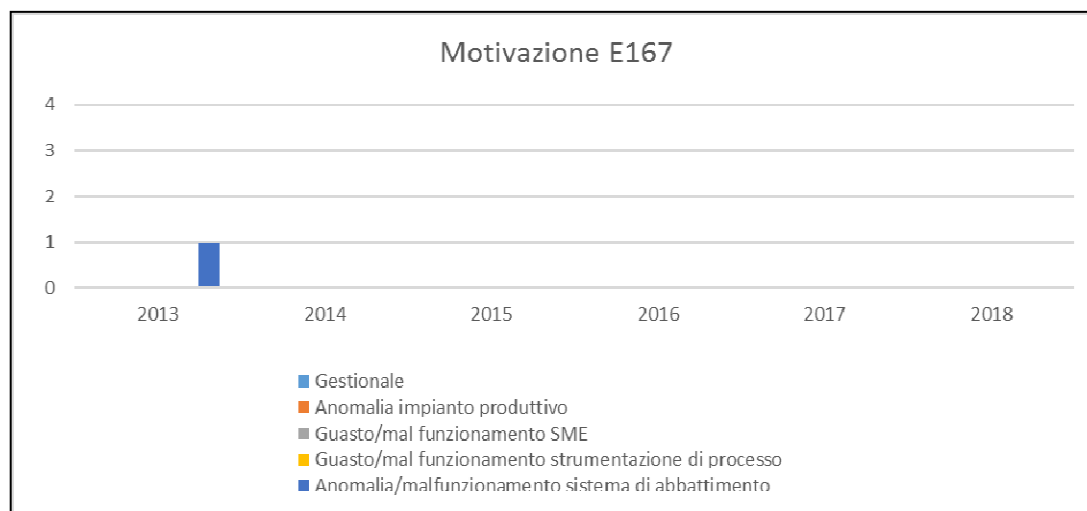 Motivazione E167
4
3
2
1
0
2013 2014 2015 2016 2017 2018
Gestionale
Anomalia impianto produttivo
Guasto/mal funzionamento SME
Guasto/mal funzionamento strumentazione di processo
Anomalia/malfunzionamento sistema di abbattimento